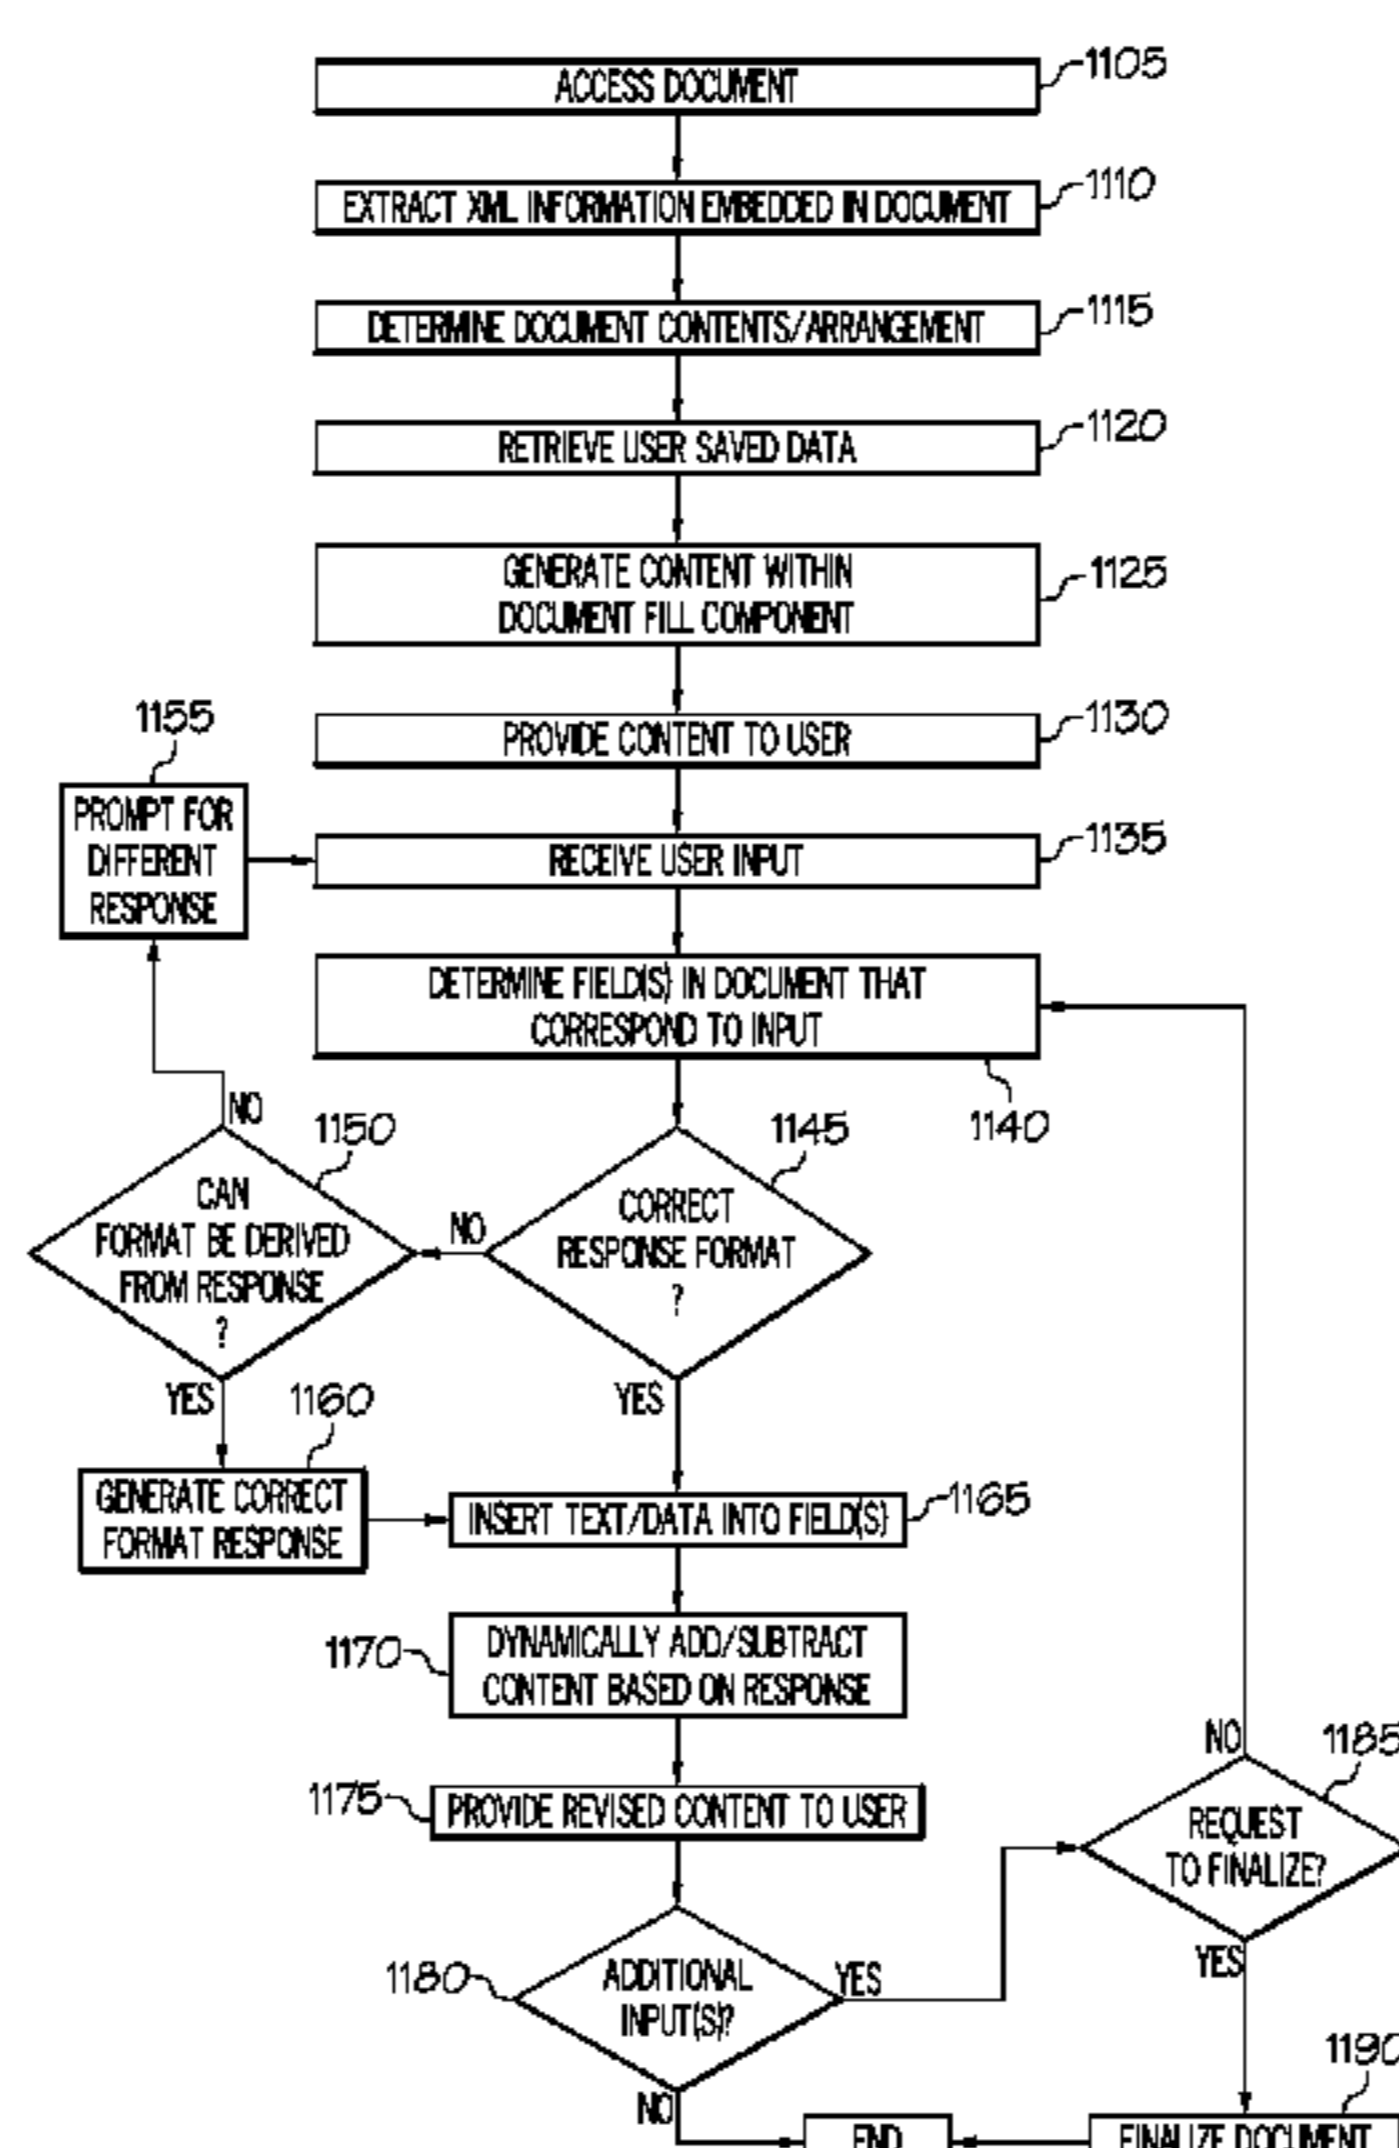 ACCESS DOCUMENT
1105
EXTRACT XML INFORMATION EMBEDDED IN DOCUMENT
1110
DETERMINE DOCUMENT CONTENTS/ARRANGEMENT
1115
RETRIEVE USER SAVED DATA
1120
GENERATE CONTENT WITHIN
DOCUMENT FILL COMPONENT
1125
PROVIDE CONTENT TO USER
1130
1155
PROMPT FOR
DIFFERENT
RESPONSE
RECEIVE USER INPUT
1135
DETERMINE FIELD(S) IN DOCUMENT THAT
CORRESPOND TO INPUT
1140
NO
1150
CAN
FORMAT BE DERIVED
FROM RESPONSE
?
NO
1145
CORRECT
RESPONSE FORMAT
?
YES
1160
YES
GENERATE CORRECT
FORMAT RESPONSE
INSERT TEXT/DATA INTO FIELD(S)
1165
1170
DYNAMICALLY ADD/SUBTRACT
CONTENT BASED ON RESPONSE
1175
PROVIDE REVISED CONTENT TO USER
NO
1185
REQUEST
TO FINALIZE?
YES
1180
ADDITIONAL
INPUT(S)?
YES
NO
1190
END
FINALIZE DOCUMENT